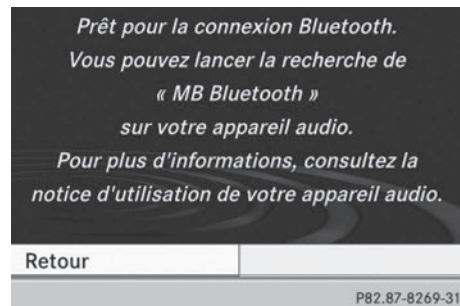 Prêt pour la connexion Bluetooth.
Vous pouvez lancer la recherche de
« MB Bluetooth »
sur votre appareil audio.
Pour plus d'informations, consultez la
notice d'utilisation de votre appareil audio.
Retour
P82.87-8269-31